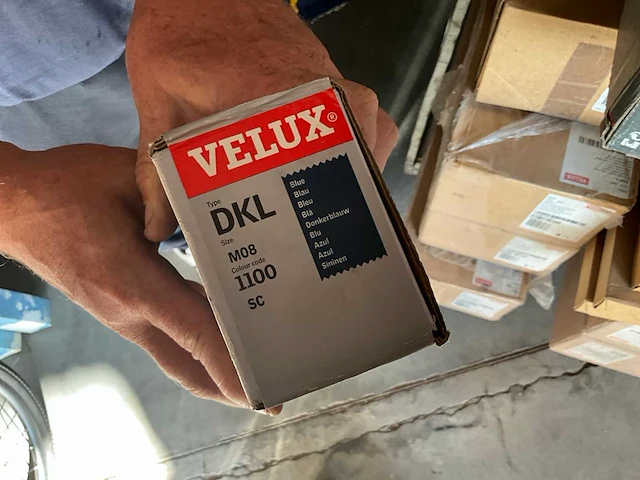 VELUX®
Type
DKL
Size
M08
Colour code
1100
SC
Blue
Blau
Bleu
Blå
Donkerblauw
Blu
Azul
Azul
Sininen